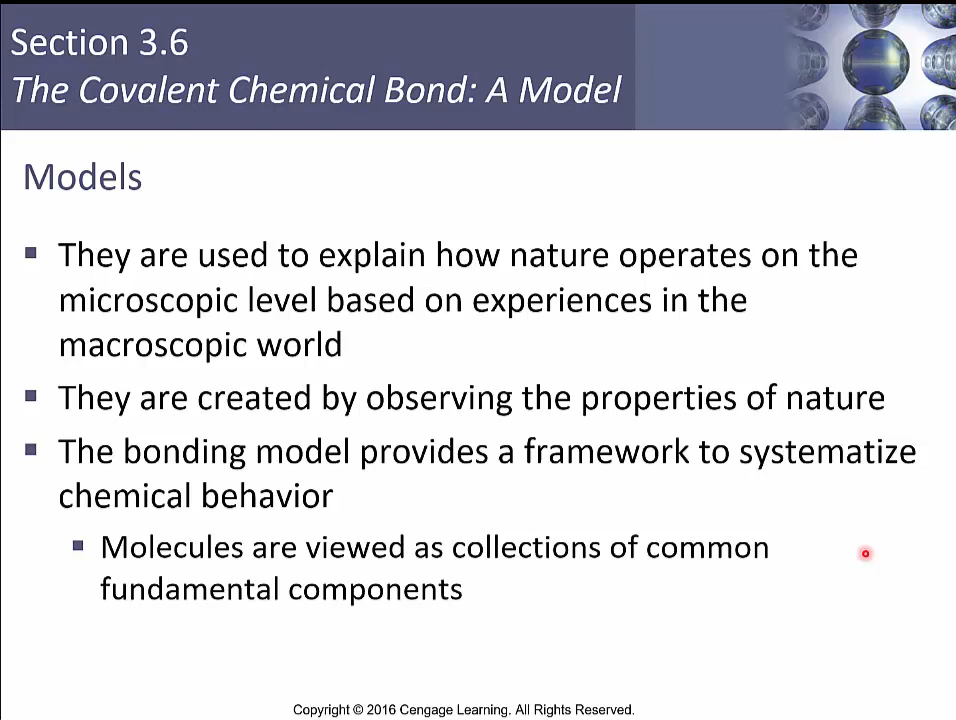 Section 3.6
The Covalent Chemical Bond: A Model
Models
▪ They are used to explain how nature operates on the
microscopic level based on experiences in the
macroscopic world
▪ They are created by observing the properties of nature
▪ The bonding model provides a framework to systematize
chemical behavior
▪ Molecules are viewed as collections of common
fundamental components
Copyright © 2016 Cengage Learning. All Rights Reserved.